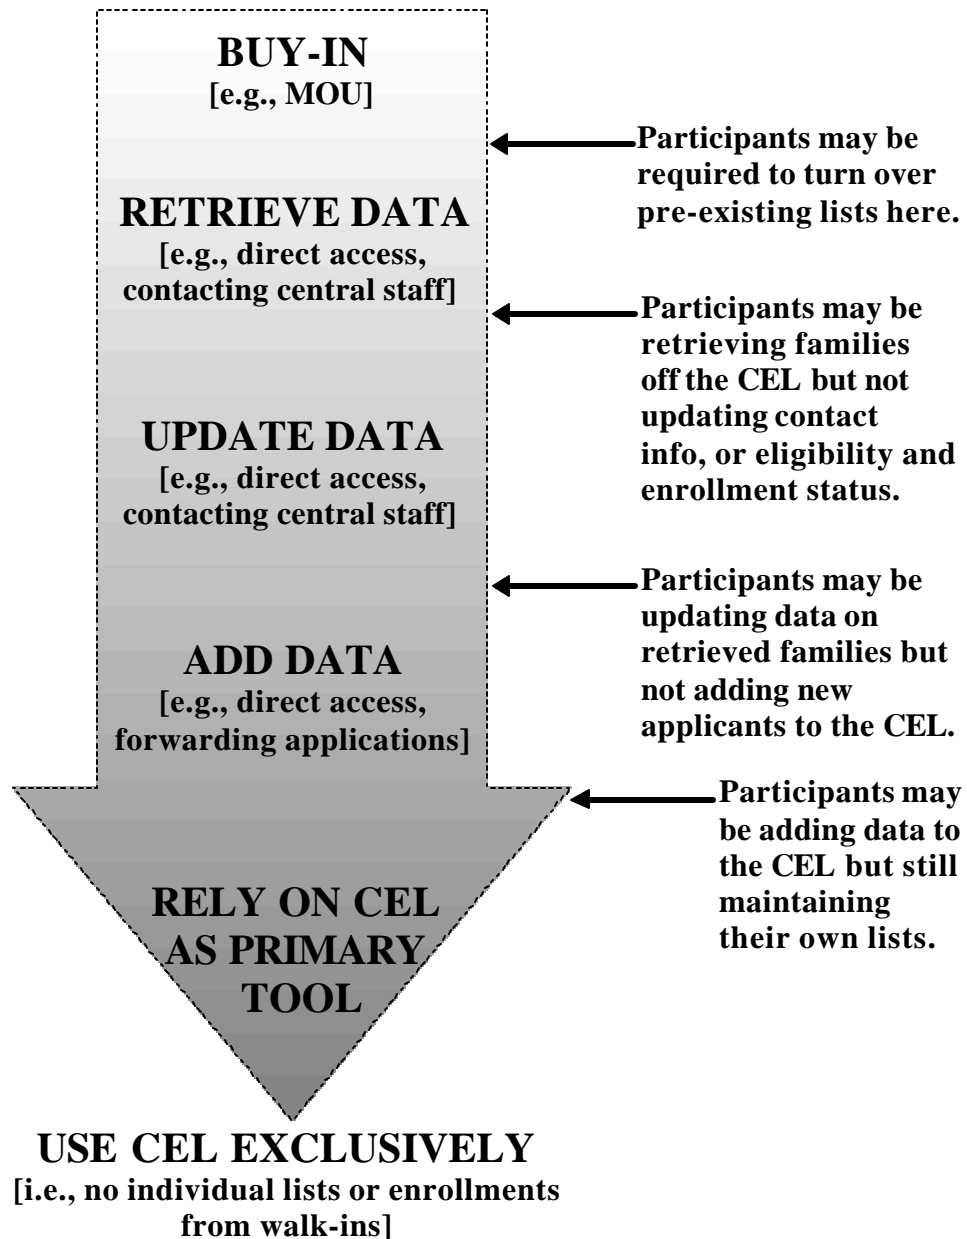 BUY-IN
[e.g., MOU]
Participants may be
required to turn over
pre-existing lists here.
RETRIEVE DATA
[e.g., direct access,
contacting central staff]
Participants may be
retrieving families
off the CEL but not
updating contact
info, or eligibility and
enrollment status.
UPDATE DATA
[e.g., direct access,
contacting central staff]
Participants may be
updating data on
retrieved families but
not adding new
applicants to the CEL.
ADD DATA
[e.g., direct access,
forwarding applications]
Participants may
be adding data to
the CEL but still
maintaining
their own lists.
RELY ON CEL
AS PRIMARY
TOOL
USE CEL EXCLUSIVELY
[i.e., no individual lists or enrollments
from walk-ins]